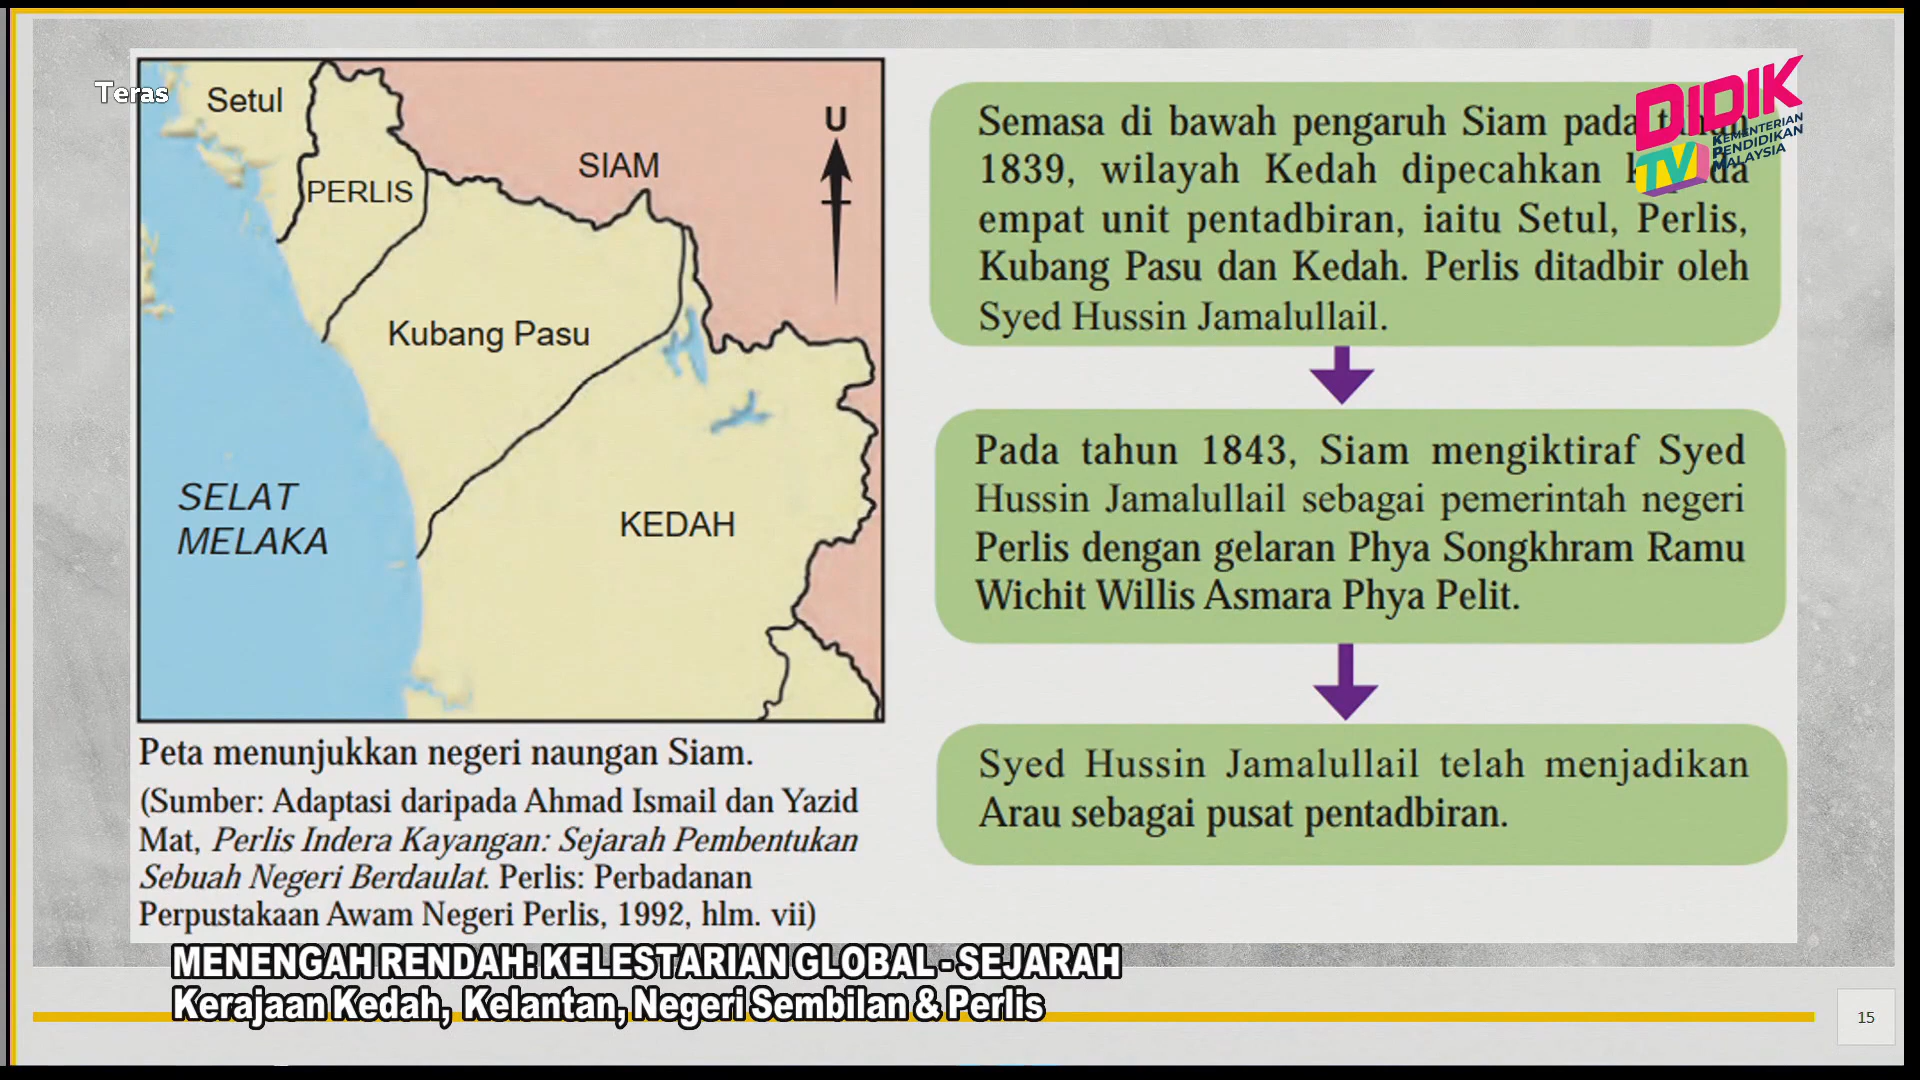 Teras
Setul
PERLIS
SIAM
U
Kubang Pasu
SELAT
MELAKA
KEDAH
Peta menunjukkan negeri naungan Siam.
(Sumber: Adaptasi daripada Ahmad Ismail dan Yazid
Mat, Perlis Indera Kayangan: Sejarah Pembentukan
Sebuah Negeri Berdaulat. Perlis: Perbadanan
Perpustakaan Awam Negeri Perlis, 1992, hlm. vii)
Semasa di bawah pengaruh Siam pada
1839, wilayah Kedah dipecahkan
empat unit pentadbiran, iaitu Setul, Perlis,
Kubang Pasu dan Kedah. Perlis ditadbir oleh
Syed Hussin Jamalullail.
Pada tahun 1843, Siam mengiktiraf Syed
Hussin Jamalullail sebagai pemerintah negeri
Perlis dengan gelaran Phya Songkhram Ramu
Wichit Willis Asmara Phya Pelit.
Syed Hussin Jamalullail telah menjadikan
Arau sebagai pusat pentadbiran.
DIDIK
TV
KEMENTERIAN
PENDIDIKAN
MALAYSIA
MENENGAH RENDAH: KELESTARIAN GLOBAL - SEJARAH
Kerajaan Kedah, Kelantan, Negeri Sembilan & Perlis
15